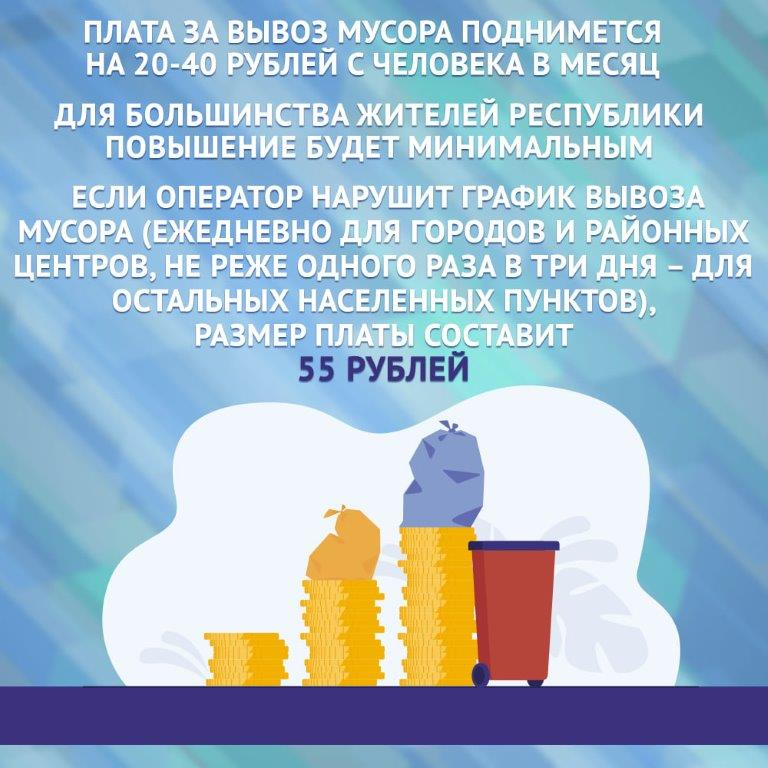 ПЛАТА ЗА ВЫВОЗ МУСОРА ПОДНИМЕТСЯ
НА 20-40 РУБЛЕЙ С ЧЕЛОВЕКА В МЕСЯЦ
ДЛЯ БОЛЬШИНСТВА ЖИТЕЛЕЙ РЕСПУБЛИКИ
ПОВЫШЕНИЕ БУДЕТ МИНИМАЛЬНЫМ
ЕСЛИ ОПЕРАТОР НАРУШИТ ГРАФИК ВЫВОЗА
МУСОРА (ЕЖЕДНЕВНО ДЛЯ ГОРОДОВ И РАЙОННЫХ
ЦЕНТРОВ, НЕ РЕЖЕ ОДНОГО РАЗА В ТРИ ДНЯ – ДЛЯ
ОСТАЛЬНЫХ НАСЕЛЕННЫХ ПУНКТОВ),
РАЗМЕР ПЛАТЫ СОСТАВИТ
55 РУБЛЕЙ